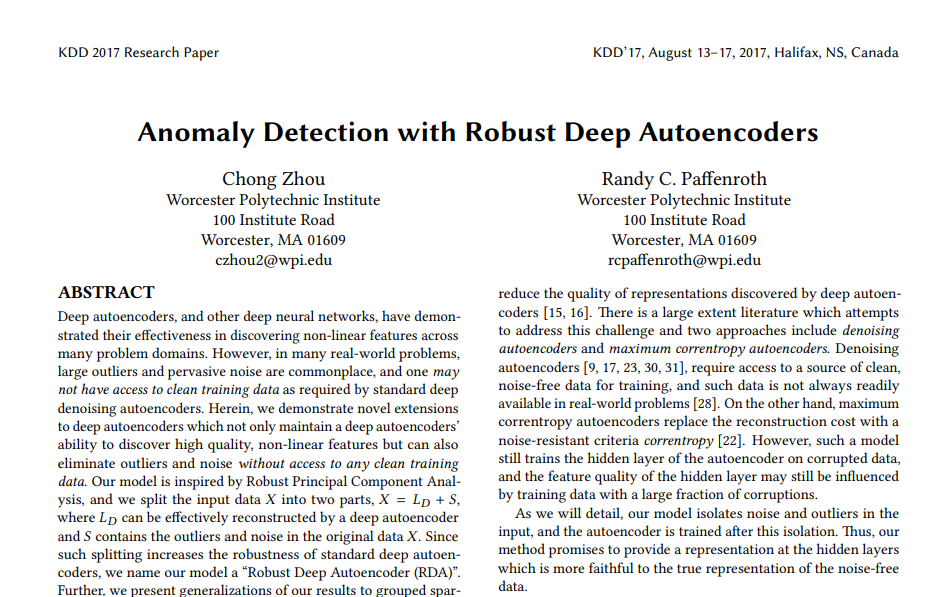 KDD 2017 Research Paper
KDD'17, August 13–17, 2017, Halifax, NS, Canada
Anomaly Detection with Robust Deep Autoencoders
Chong Zhou
Worcester Polytechnic Institute
100 Institute Road
Worcester, MA 01609
czhou2@wpi.edu
Randy C. Paffenroth
Worcester Polytechnic Institute
100 Institute Road
Worcester, MA 01609
rcpaffenroth@wpi.edu
ABSTRACT
Deep autoencoders, and other deep neural networks, have demon-
strated their effectiveness in discovering non-linear features across
many problem domains. However, in many real-world problems,
large outliers and pervasive noise are commonplace, and one may
not have access to clean training data as required by standard deep
denoising autoencoders. Herein, we demonstrate novel extensions
to deep autoencoders which not only maintain a deep autoencoders'
ability to discover high quality, non-linear features but can also
eliminate outliers and noise without access to any clean training
data. Our model is inspired by Robust Principal Component Anal-
ysis, and we split the input data X into two parts, X = L_D + S,
where L_D can be effectively reconstructed by a deep autoencoder
and S contains the outliers and noise in the original data X. Since
such splitting increases the robustness of standard deep autoen-
coders, we name our model a "Robust Deep Autoencoder (RDA)".
Further, we present generalizations of our results to grouped spar-
reduce the quality of representations discovered by deep autoen-
coders [15, 16]. There is a large extent literature which attempts
to address this challenge and two approaches include denoising
autoencoders and maximum correntropy autoencoders. Denoising
autoencoders [9, 17, 23, 30, 31], require access to a source of clean,
noise-free data for training, and such data is not always readily
available in real-world problems [28]. On the other hand, maximum
correntropy autoencoders replace the reconstruction cost with a
noise-resistant criteria correntropy [22]. However, such a model
still trains the hidden layer of the autoencoder on corrupted data,
and the feature quality of the hidden layer may still be influenced
by training data with a large fraction of corruptions.
As we will detail, our model isolates noise and outliers in the
input, and the autoencoder is trained after this isolation. Thus, our
method promises to provide a representation at the hidden layers
which is more faithful to the true representation of the noise-free
data.